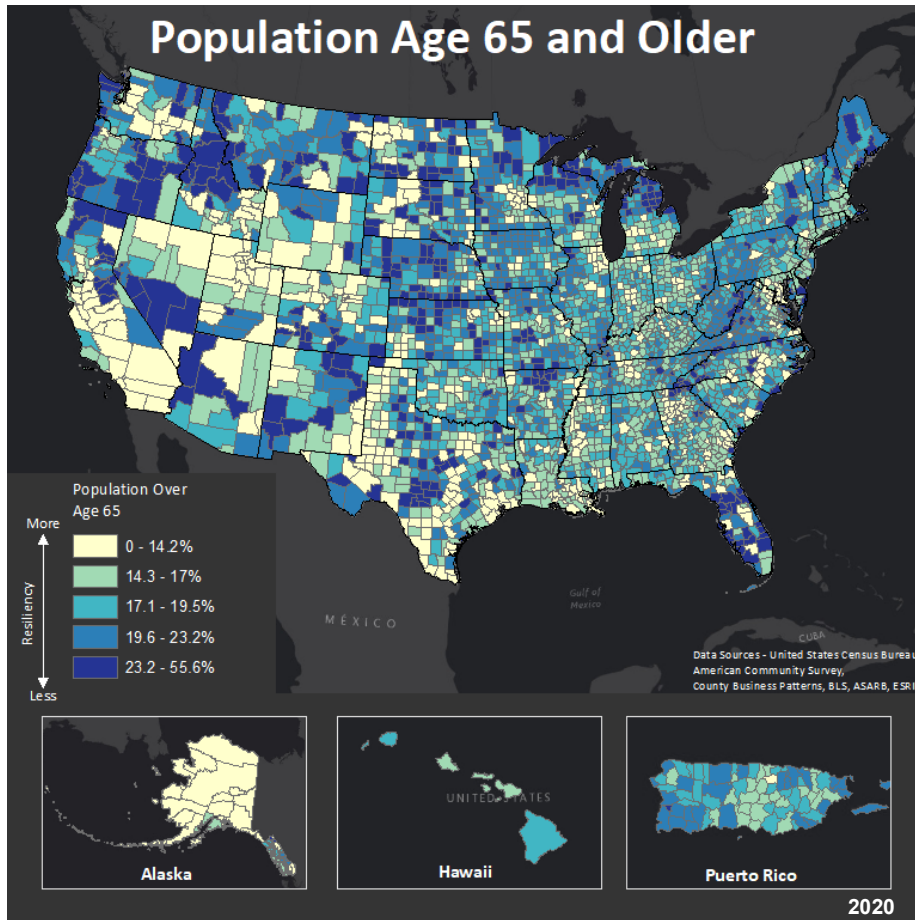 Population Age 65 and Older
Population Over
Age 65
More
Resiliency
Less
0 - 14.2%
14.3 - 17%
17.1 - 19.5%
19.6 - 23.2%
23.2 - 55.6%
MÉXICO
Gulf of
Mexico
CUBA
Data Sources - United States Census Bureau
American Community Survey,
County Business Patterns, BLS, ASARB, ESRI
Alaska
UNITED STATES
Hawaii
Puerto Rico
2020